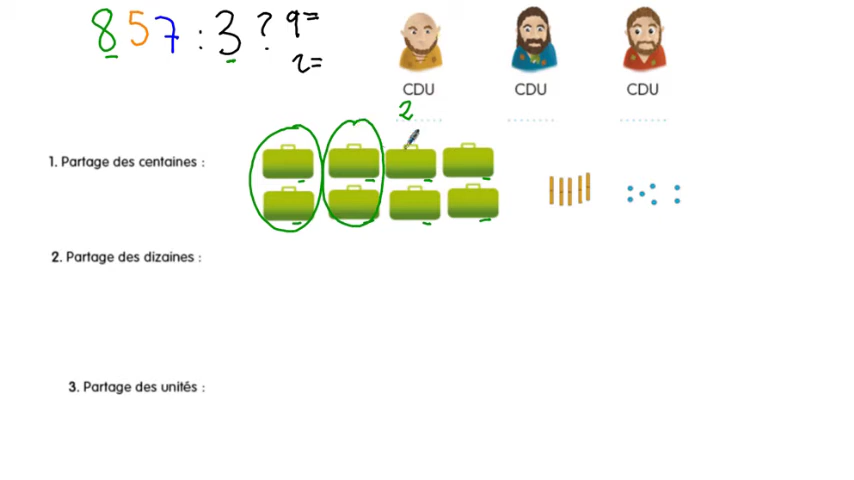 857 : 3 ? q=
r=
CDU CDU CDU
2
1. Partage des centaines :
2. Partage des dizaines :
3. Partage des unités :